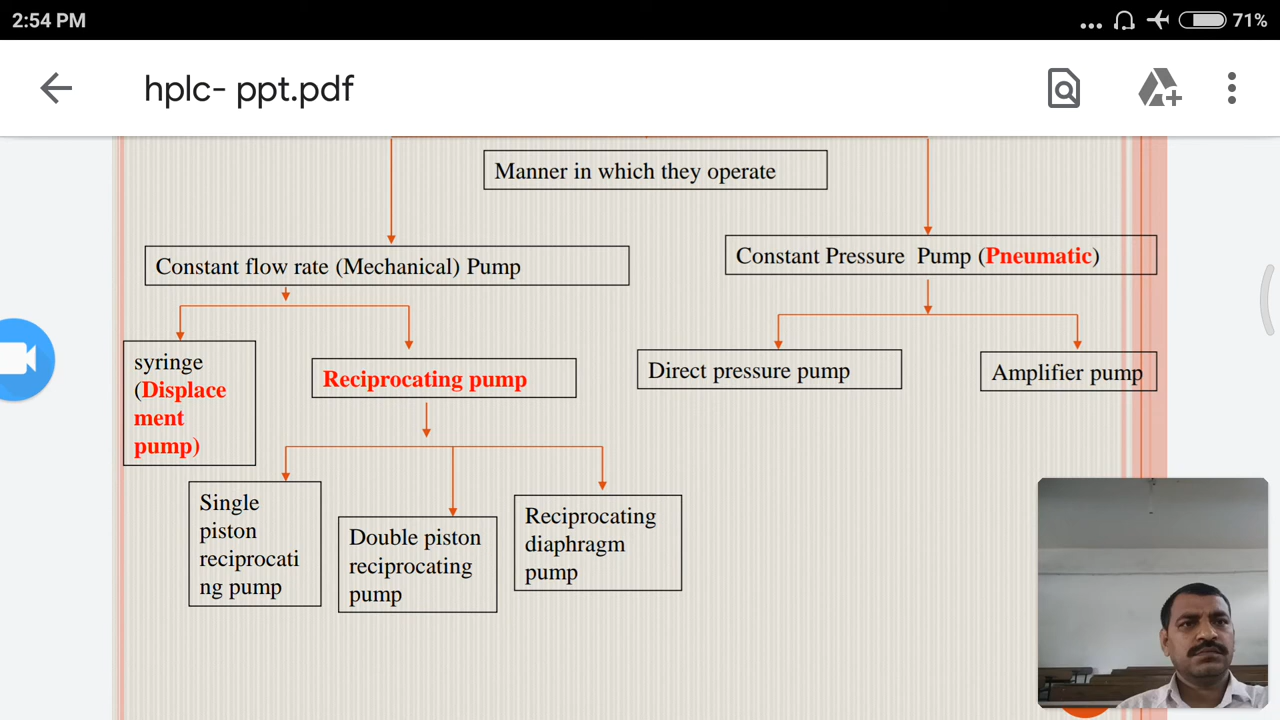 2:54 PM
71%
hplc- ppt.pdf
Manner in which they operate
Constant flow rate (Mechanical) Pump
Constant Pressure Pump (Pneumatic)
syringe
(Displace
ment
pump)
Reciprocating pump
Direct pressure pump
Amplifier pump
Single
piston
reciprocati
ng pump
Double piston
reciprocating
pump
Reciprocating
diaphragm
pump